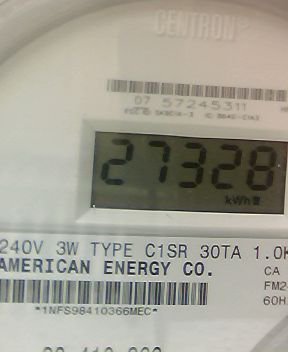 CENTRON®
07 57245311
27328
kWh
240V 3W TYPE C1SR 30TA 1.0K
AMERICAN ENERGY CO.
CA
FM2
60H
*1NFS98410366MEC*